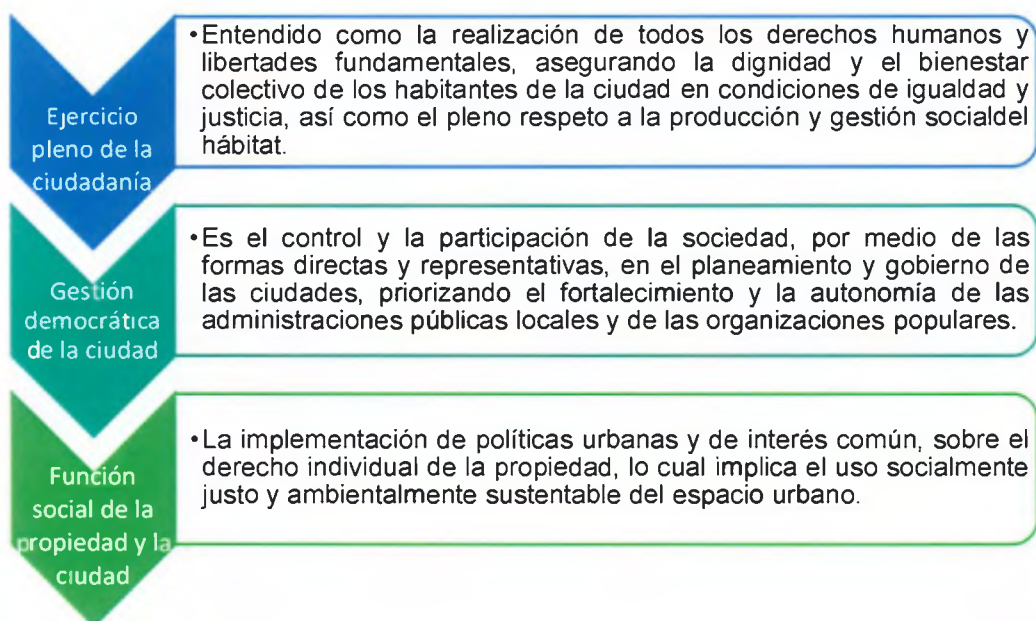 Ejercicio
pleno de la
ciudadanía
•Entendido como la realización de todos los derechos humanos y
libertades fundamentales, asegurando la dignidad y el bienestar
colectivo de los habitantes de la ciudad en condiciones de igualdad y
justicia, así como el pleno respeto a la producción y gestión socialdel
hábitat.
Gestión
democrática
de la ciudad
•Es el control y la participación de la sociedad, por medio de las
formas directas y representativas, en el planeamiento y gobierno de
las ciudades, priorizando el fortalecimiento y la autonomía de las
administraciones públicas locales y de las organizaciones populares.
Función
social de la
propiedad y la
ciudad
•La implementación de políticas urbanas y de interés común, sobre el
derecho individual de la propiedad, lo cual implica el uso socialmente
justo y ambientalmente sustentable del espacio urbano.